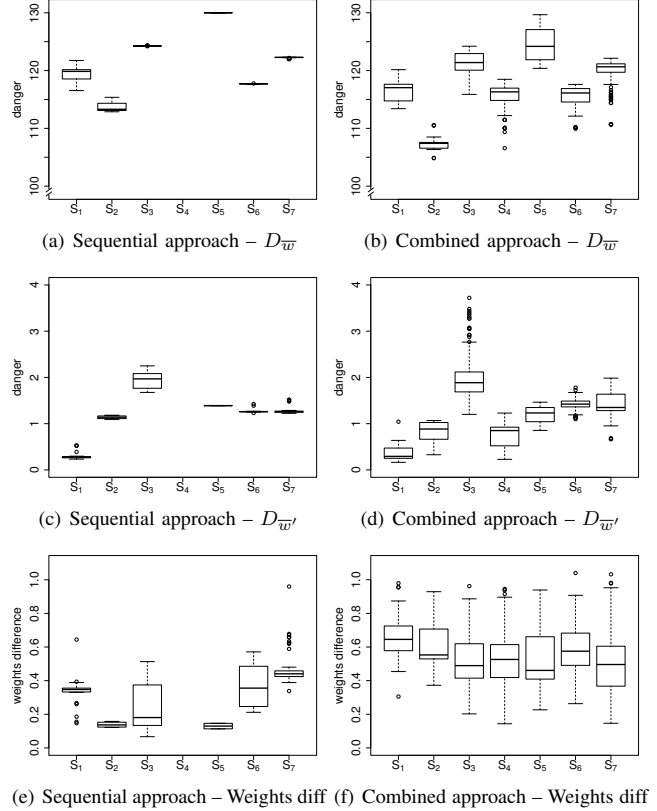 danger
100 110 120 130
S1 S2 S3 S4 S5 S6 S7
(a) Sequential approach – D_w̅
danger
100 110 120 130
S1 S2 S3 S4 S5 S6 S7
(b) Combined approach – D_w̅
danger
0 1 2 3 4
S1 S2 S3 S4 S5 S6 S7
(c) Sequential approach – D_w̅′
danger
0 1 2 3 4
S1 S2 S3 S4 S5 S6 S7
(d) Combined approach – D_w̅′
weights difference
0.0 0.2 0.4 0.6 0.8 1.0
S1 S2 S3 S4 S5 S6 S7
(e) Sequential approach – Weights diff
weights difference
0.0 0.2 0.4 0.6 0.8 1.0
S1 S2 S3 S4 S5 S6 S7
(f) Combined approach – Weights diff